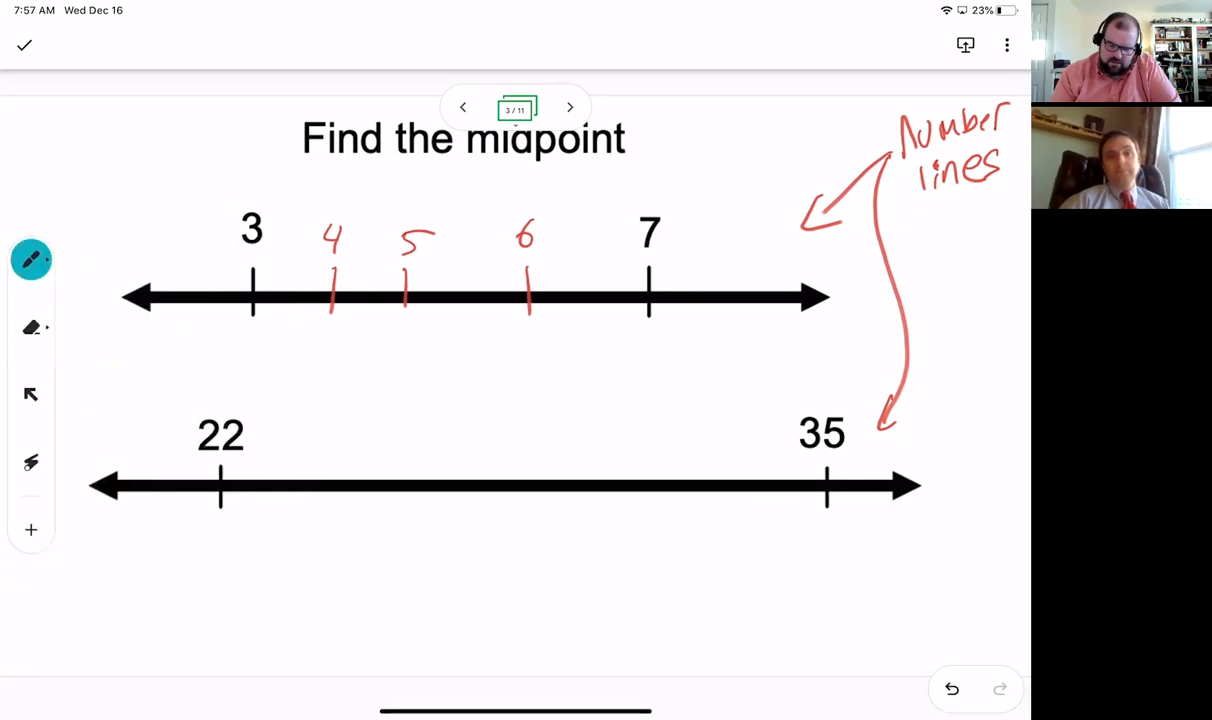 7:57 AM Wed Dec 16
23%
3 / 11
Find the midpoint
Number
lines
3 4 5 6 7
22 35